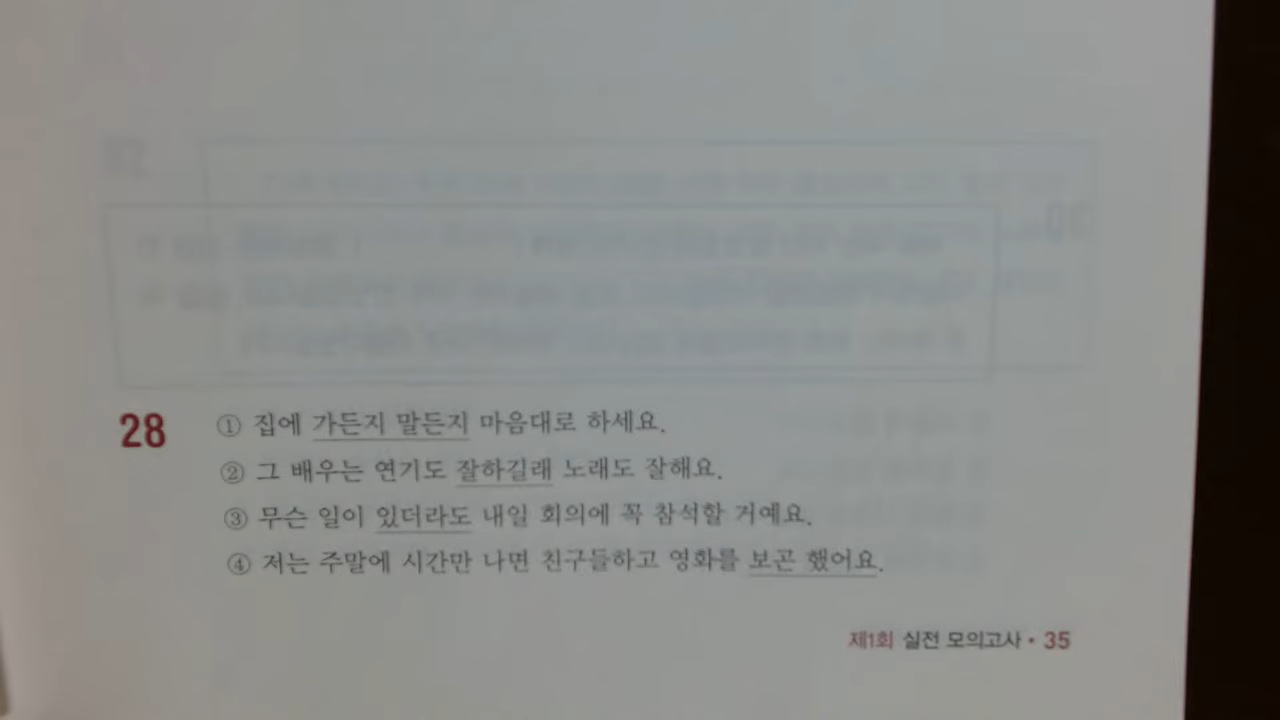 28
① 집에 가든지 말든지 마음대로 하세요.
② 그 배우는 연기도 잘하길래 노래도 잘해요.
③ 무슨 일이 있더라도 내일 회의에 꼭 참석할 거예요.
④ 저는 주말에 시간만 나면 친구들하고 영화를 보곤 했어요.
제1회 실전 모의고사 • 35